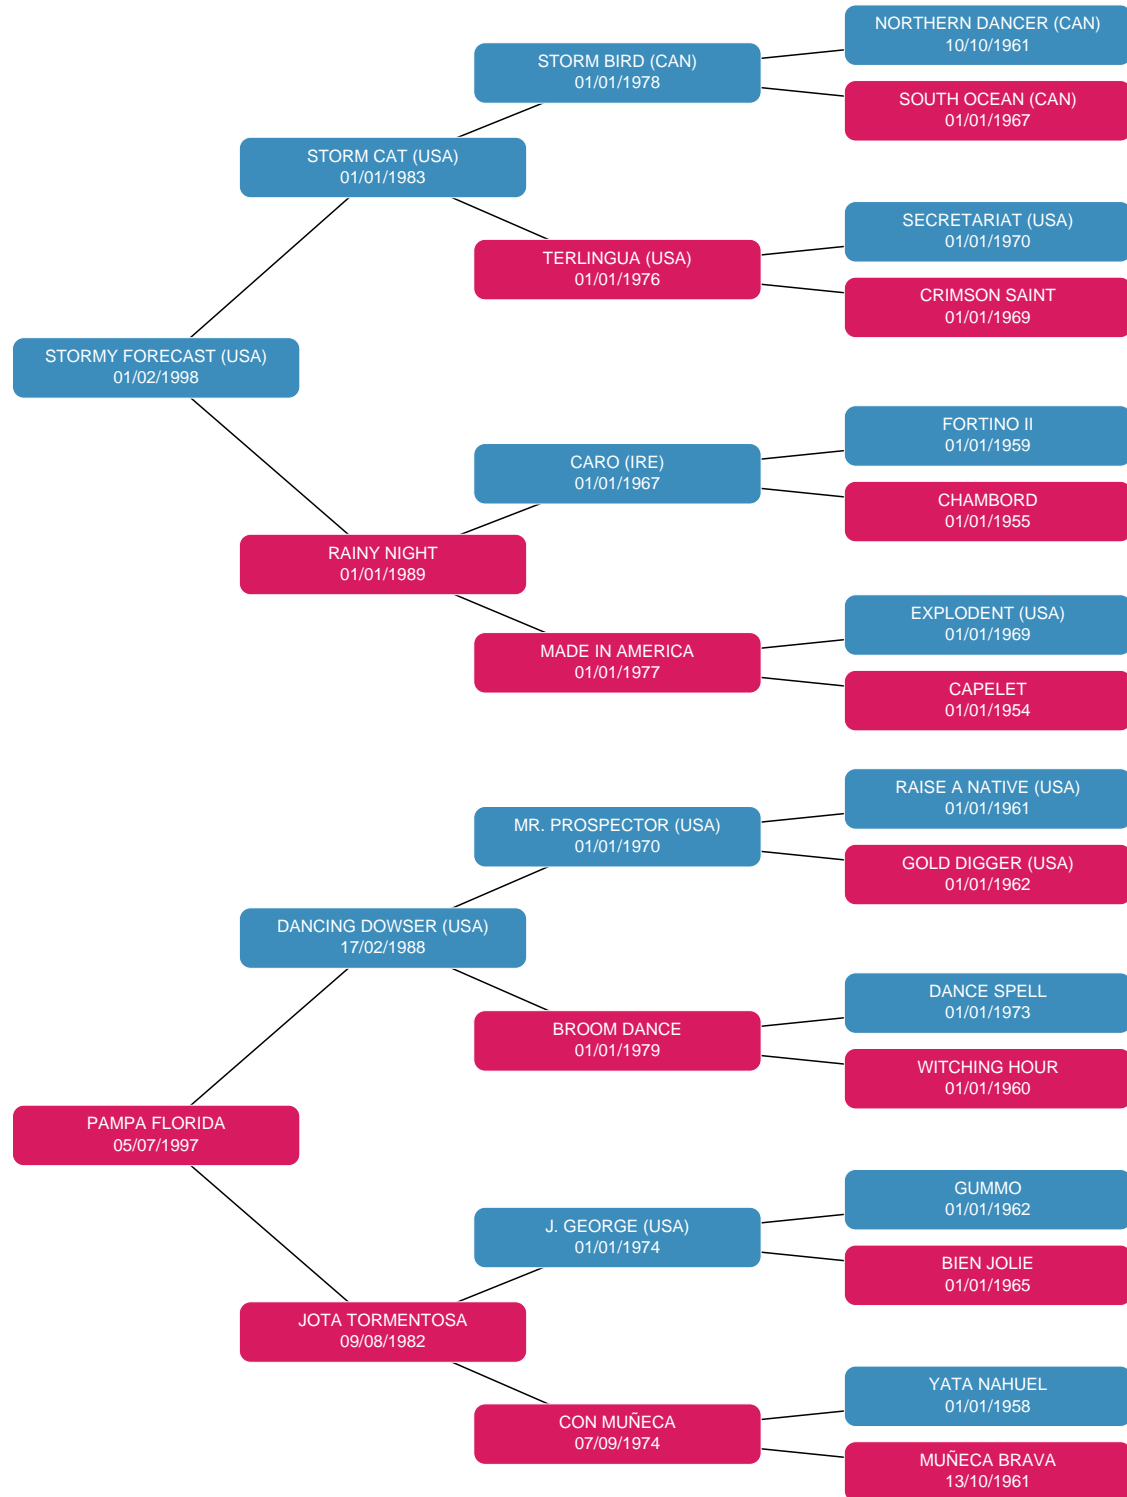 NORTHERN DANCER (CAN)
10/10/1961
STORM BIRD (CAN)
01/01/1978
SOUTH OCEAN (CAN)
01/01/1967
STORM CAT (USA)
01/01/1983
SECRETARIAT (USA)
01/01/1970
TERLINGUA (USA)
01/01/1976
CRIMSON SAINT
01/01/1969
STORMY FORECAST (USA)
01/02/1998
FORTINO II
01/01/1959
CARO (IRE)
01/01/1967
CHAMBORD
01/01/1955
RAINY NIGHT
01/01/1989
EXPLODENT (USA)
01/01/1969
MADE IN AMERICA
01/01/1977
CAPELET
01/01/1954
RAISE A NATIVE (USA)
01/01/1961
MR. PROSPECTOR (USA)
01/01/1970
GOLD DIGGER (USA)
01/01/1962
DANCING DOWSER (USA)
17/02/1988
DANCE SPELL
01/01/1973
BROOM DANCE
01/01/1979
WITCHING HOUR
01/01/1960
PAMPA FLORIDA
05/07/1997
GUMMO
01/01/1962
J. GEORGE (USA)
01/01/1974
BIEN JOLIE
01/01/1965
JOTA TORMENTOSA
09/08/1982
YATA NAHUEL
01/01/1958
CON MUÑECA
07/09/1974
MUÑECA BRAVA
13/10/1961